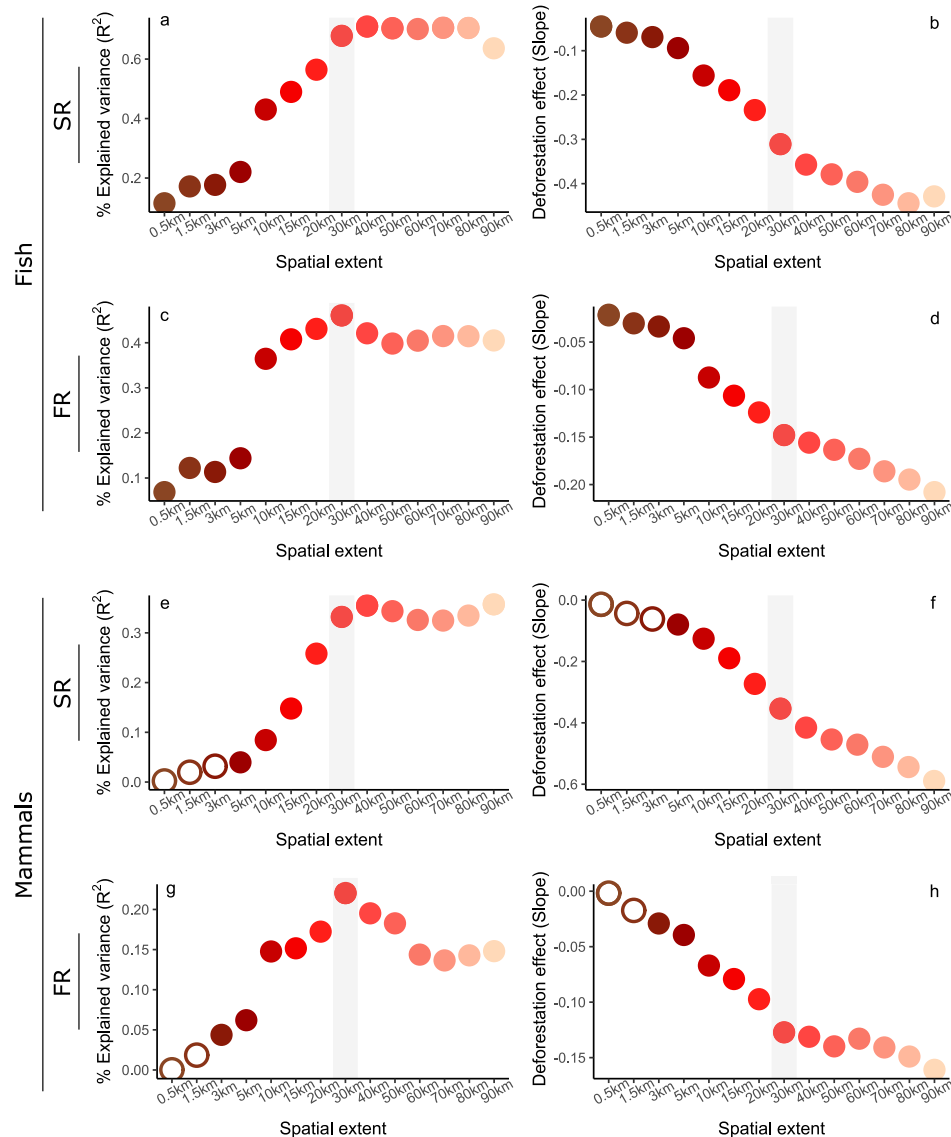 Fish
SR
a
% Explained variance (R²)
0.6
0.4
0.2
0.5km 1.5km 3km 5km 10km 15km 20km 30km 40km 50km 60km 70km 80km 90km
Spatial extent
b
Deforestation effect (Slope)
-0.1
-0.2
-0.3
-0.4
0.5km 1.5km 3km 5km 10km 15km 20km 30km 40km 50km 60km 70km 80km 90km
Spatial extent
FR
c
% Explained variance (R²)
0.4
0.3
0.2
0.1
0.5km 1.5km 3km 5km 10km 15km 20km 30km 40km 50km 60km 70km 80km 90km
Spatial extent
d
Deforestation effect (Slope)
-0.05
-0.10
-0.15
-0.20
0.5km 1.5km 3km 5km 10km 15km 20km 30km 40km 50km 60km 70km 80km 90km
Spatial extent
Mammals
SR
e
% Explained variance (R²)
0.3
0.2
0.1
0.0
0.5km 1.5km 3km 5km 10km 15km 20km 30km 40km 50km 60km 70km 80km 90km
Spatial extent
f
Deforestation effect (Slope)
0.0
-0.2
-0.4
-0.6
0.5km 1.5km 3km 5km 10km 15km 20km 30km 40km 50km 60km 70km 80km 90km
Spatial extent
FR
g
% Explained variance (R²)
0.20
0.15
0.10
0.05
0.00
0.5km 1.5km 3km 5km 10km 15km 20km 30km 40km 50km 60km 70km 80km 90km
Spatial extent
h
Deforestation effect (Slope)
0.00
-0.05
-0.10
-0.15
0.5km 1.5km 3km 5km 10km 15km 20km 30km 40km 50km 60km 70km 80km 90km
Spatial extent